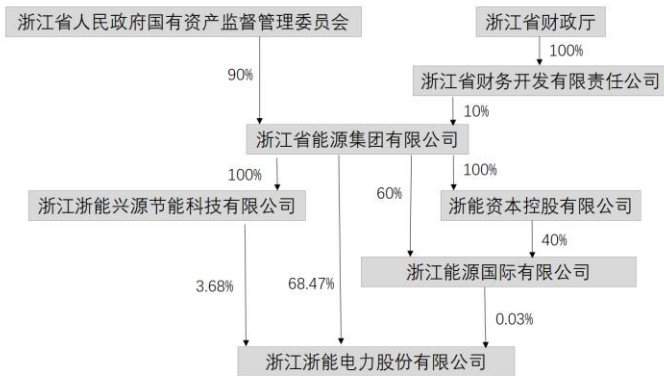 浙江省人民政府国有资产监督管理委员会
浙江省财政厅
100%
90%
浙江省财务开发有限责任公司
10%
浙江省能源集团有限公司
100%
100%
60%
浙江浙能兴源节能科技有限公司
浙能资本控股有限公司
40%
浙江能源国际有限公司
3.68%
68.47%
0.03%
浙江浙能电力股份有限公司